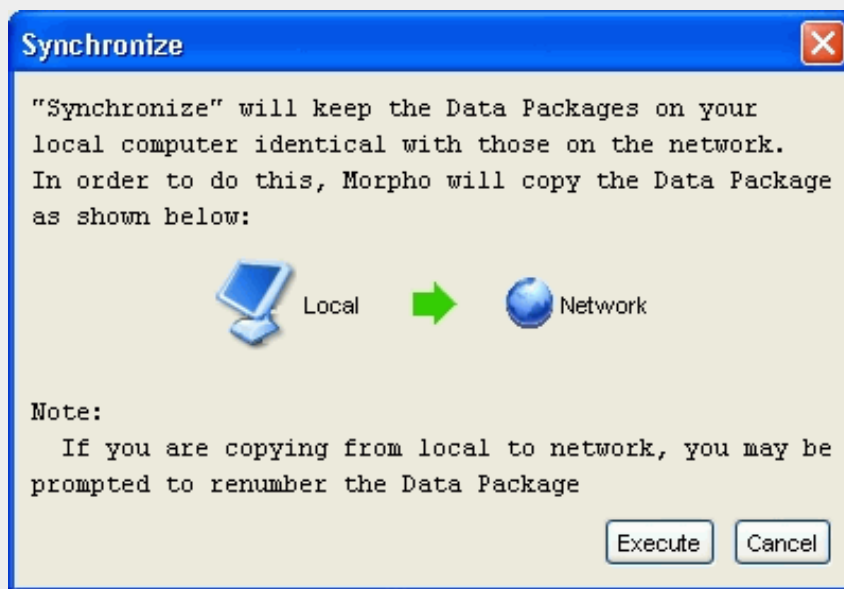 Synchronize
"Synchronize" will keep the Data Packages on your
local computer identical with those on the network.
In order to do this, Morpho will copy the Data Package
as shown below:
Local
Network
Note:
If you are copying from local to network, you may be
prompted to renumber the Data Package
Execute
Cancel